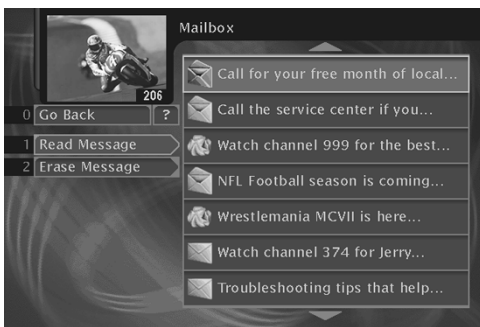 Mailbox
206
0 Go Back ?
1 Read Message
2 Erase Message
Call for your free month of local...
Call the service center if you...
Watch channel 999 for the best...
NFL Football season is coming...
Wrestlemania MCVII is here...
Watch channel 374 for Jerry...
Troubleshooting tips that help...